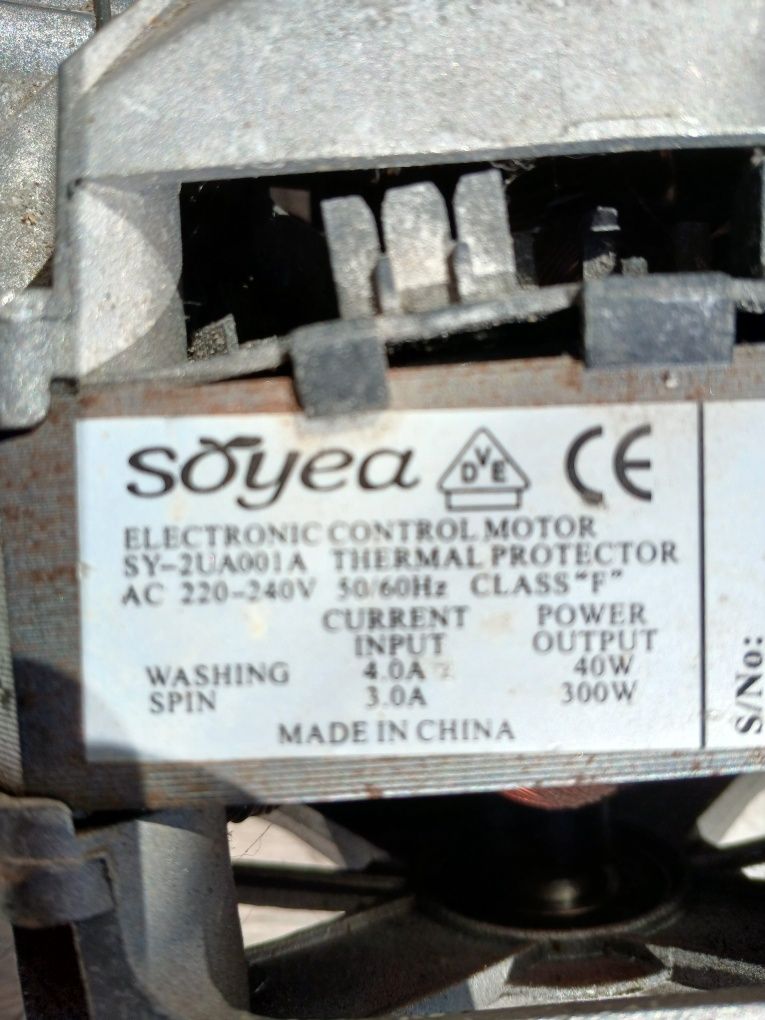 soyea VDE CE
ELECTRONIC CONTROL MOTOR
SY-2UA001A THERMAL PROTECTOR
AC 220-240V 50/60Hz CLASS "F"
CURRENT POWER
INPUT OUTPUT
WASHING 4.0A 40W
SPIN 3.0A 300W
MADE IN CHINA
S/No: